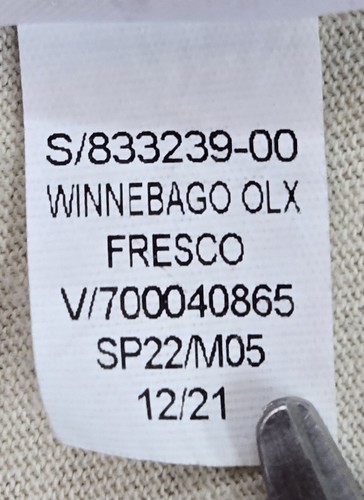 S/833239-00
WINNEBAGO OLX
FRESCO
V/700040865
SP22/M05
12/21